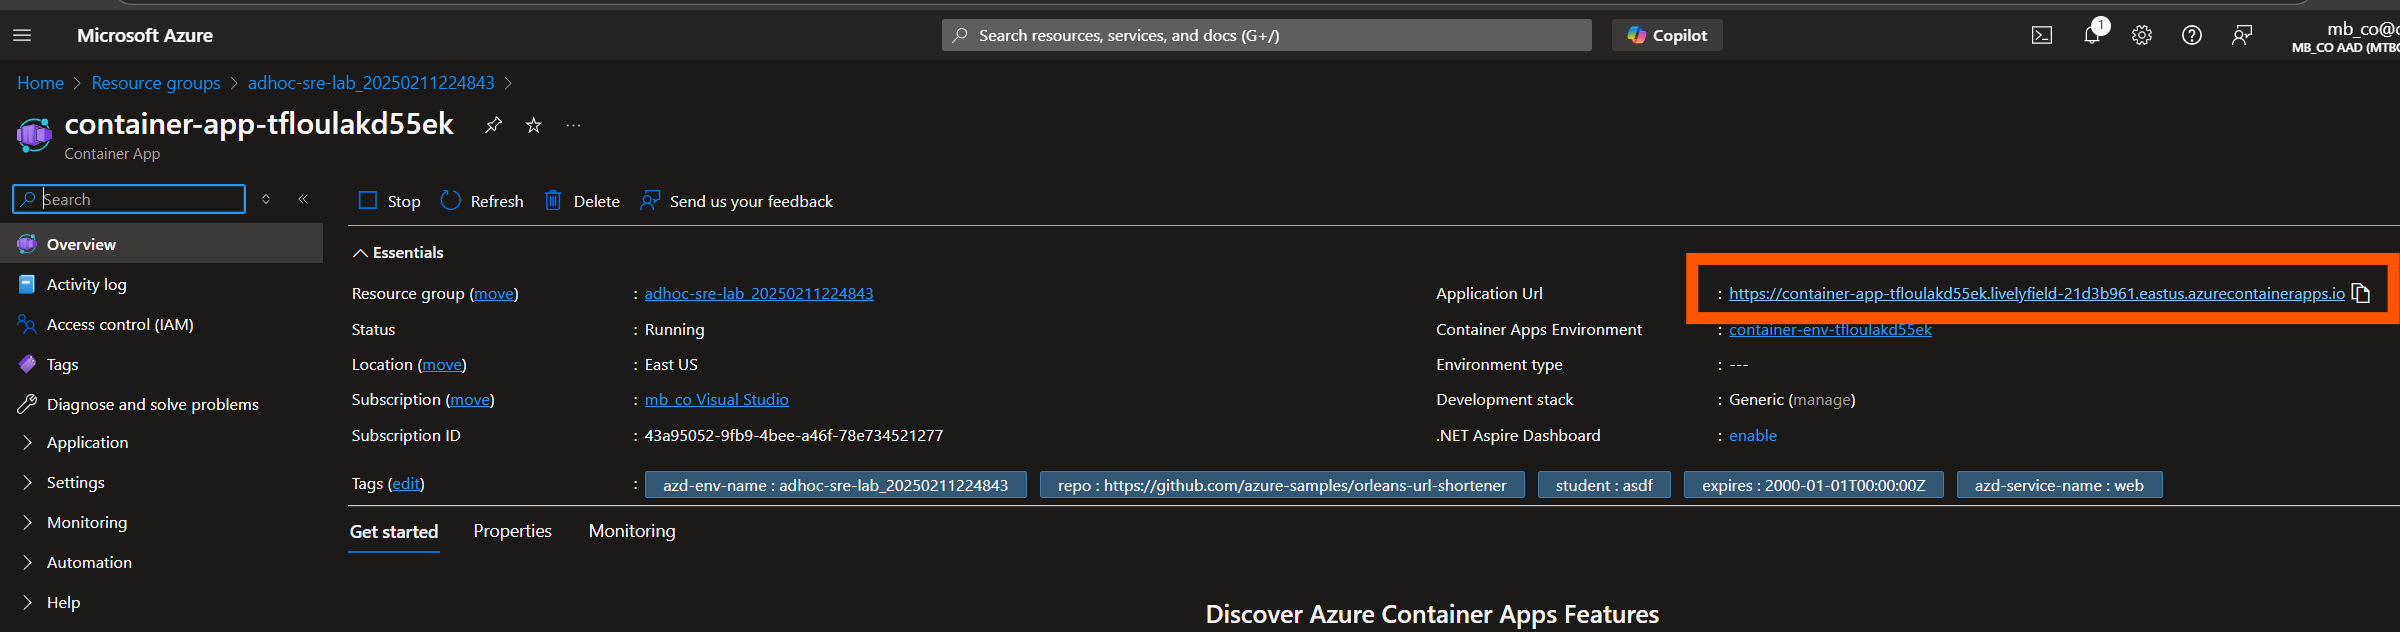 Microsoft Azure
Search resources, services, and docs (G+/)
Copilot
1
mb_co@
MB_CO AAD (MTBC
Home > Resource groups > adhoc-sre-lab_20250211224843 >
container-app-tfloulakd55ek
Container App
Search
Overview
Activity log
Access control (IAM)
Tags
Diagnose and solve problems
Application
Settings
Monitoring
Automation
Help
Stop Refresh Delete Send us your feedback
Essentials
Resource group (move) : adhoc-sre-lab_20250211224843
Status : Running
Location (move) : East US
Subscription (move) : mb_co Visual Studio
Subscription ID : 43a95052-9fb9-4bee-a46f-78e734521277
Application Url : https://container-app-tfloulakd55ek.livelyfield-21d3b961.eastus.azurecontainerapps.io
Container Apps Environment : container-env-tfloulakd55ek
Environment type : ---
Development stack : Generic (manage)
.NET Aspire Dashboard : enable
Tags (edit) : azd-env-name : adhoc-sre-lab_20250211224843 repo : https://github.com/azure-samples/orleans-url-shortener student : asdf expires : 2000-01-01T00:00:00Z azd-service-name : web
Get started Properties Monitoring
Discover Azure Container Apps Features